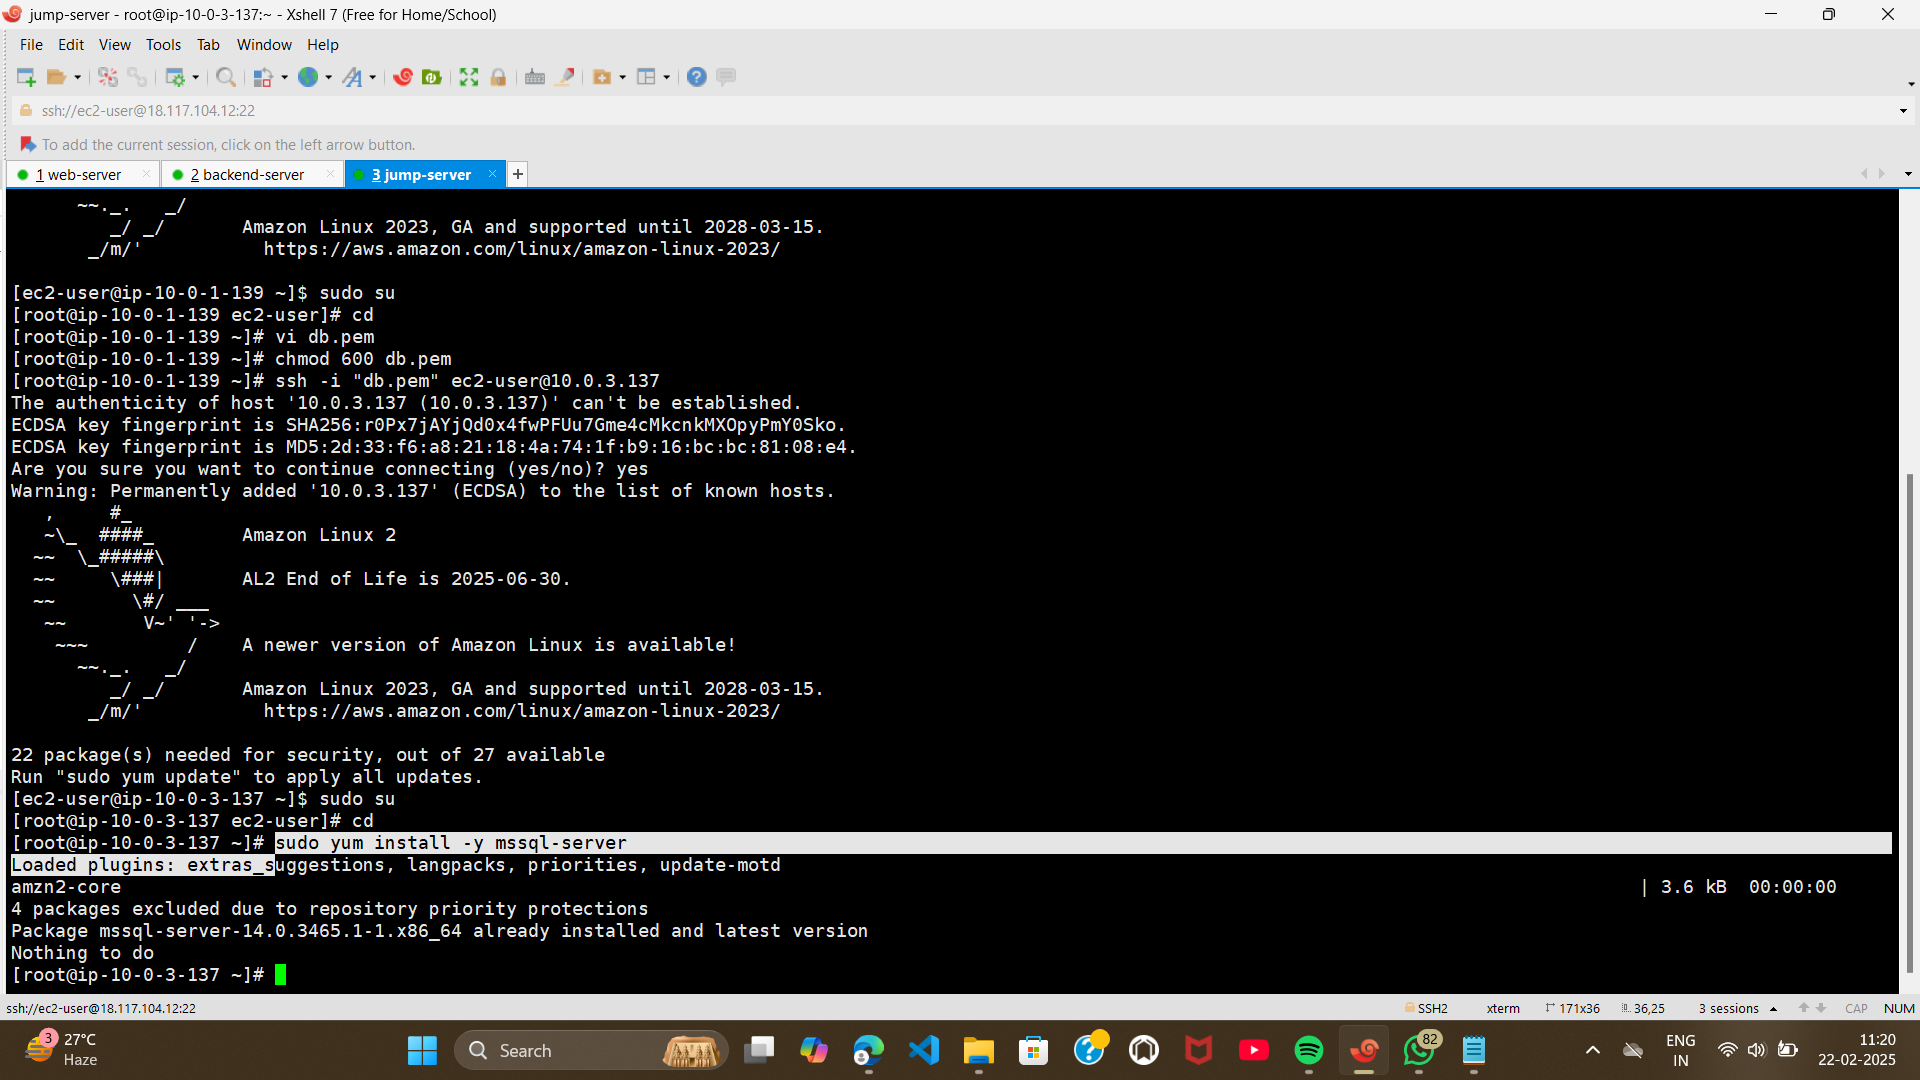 jump-server - root@ip-10-0-3-137:~ - Xshell 7 (Free for Home/School)
File Edit View Tools Tab Window Help
ssh://ec2-user@18.117.104.12:22
To add the current session, click on the left arrow button.
1 web-server 2 backend-server 3 jump-server
~~._.   _/
_/ _/       Amazon Linux 2023, GA and supported until 2028-03-15.
_/m/'           https://aws.amazon.com/linux/amazon-linux-2023/
[ec2-user@ip-10-0-1-139 ~]$ sudo su
[root@ip-10-0-1-139 ec2-user]# cd
[root@ip-10-0-1-139 ~]# vi db.pem
[root@ip-10-0-1-139 ~]# chmod 600 db.pem
[root@ip-10-0-1-139 ~]# ssh -i "db.pem" ec2-user@10.0.3.137
The authenticity of host '10.0.3.137 (10.0.3.137)' can't be established.
ECDSA key fingerprint is SHA256:r0Px7jAYjQd0x4fwPFUu7Gme4cMkcnkMXOpyPmY0Sko.
ECDSA key fingerprint is MD5:2d:33:f6:a8:21:18:4a:74:1f:b9:16:bc:bc:81:08:e4.
Are you sure you want to continue connecting (yes/no)? yes
Warning: Permanently added '10.0.3.137' (ECDSA) to the list of known hosts.
,     #_
~\_  ####_        Amazon Linux 2
~~  \_#####\
~~     \###|       AL2 End of Life is 2025-06-30.
~~       \#/ ___
~~       V~' '->
~~~         /    A newer version of Amazon Linux is available!
~~._.   _/
_/ _/       Amazon Linux 2023, GA and supported until 2028-03-15.
_/m/'           https://aws.amazon.com/linux/amazon-linux-2023/
22 package(s) needed for security, out of 27 available
Run "sudo yum update" to apply all updates.
[ec2-user@ip-10-0-3-137 ~]$ sudo su
[root@ip-10-0-3-137 ec2-user]# cd
[root@ip-10-0-3-137 ~]# sudo yum install -y mssql-server
Loaded plugins: extras_suggestions, langpacks, priorities, update-motd
amzn2-core | 3.6 kB 00:00:00
4 packages excluded due to repository priority protections
Package mssql-server-14.0.3465.1-1.x86_64 already installed and latest version
Nothing to do
[root@ip-10-0-3-137 ~]#
ssh://ec2-user@18.117.104.12:22 SSH2 xterm 171x36 36,25 3 sessions CAP NUM
3 27°C Haze
Search
82
ENG IN
11:20
22-02-2025